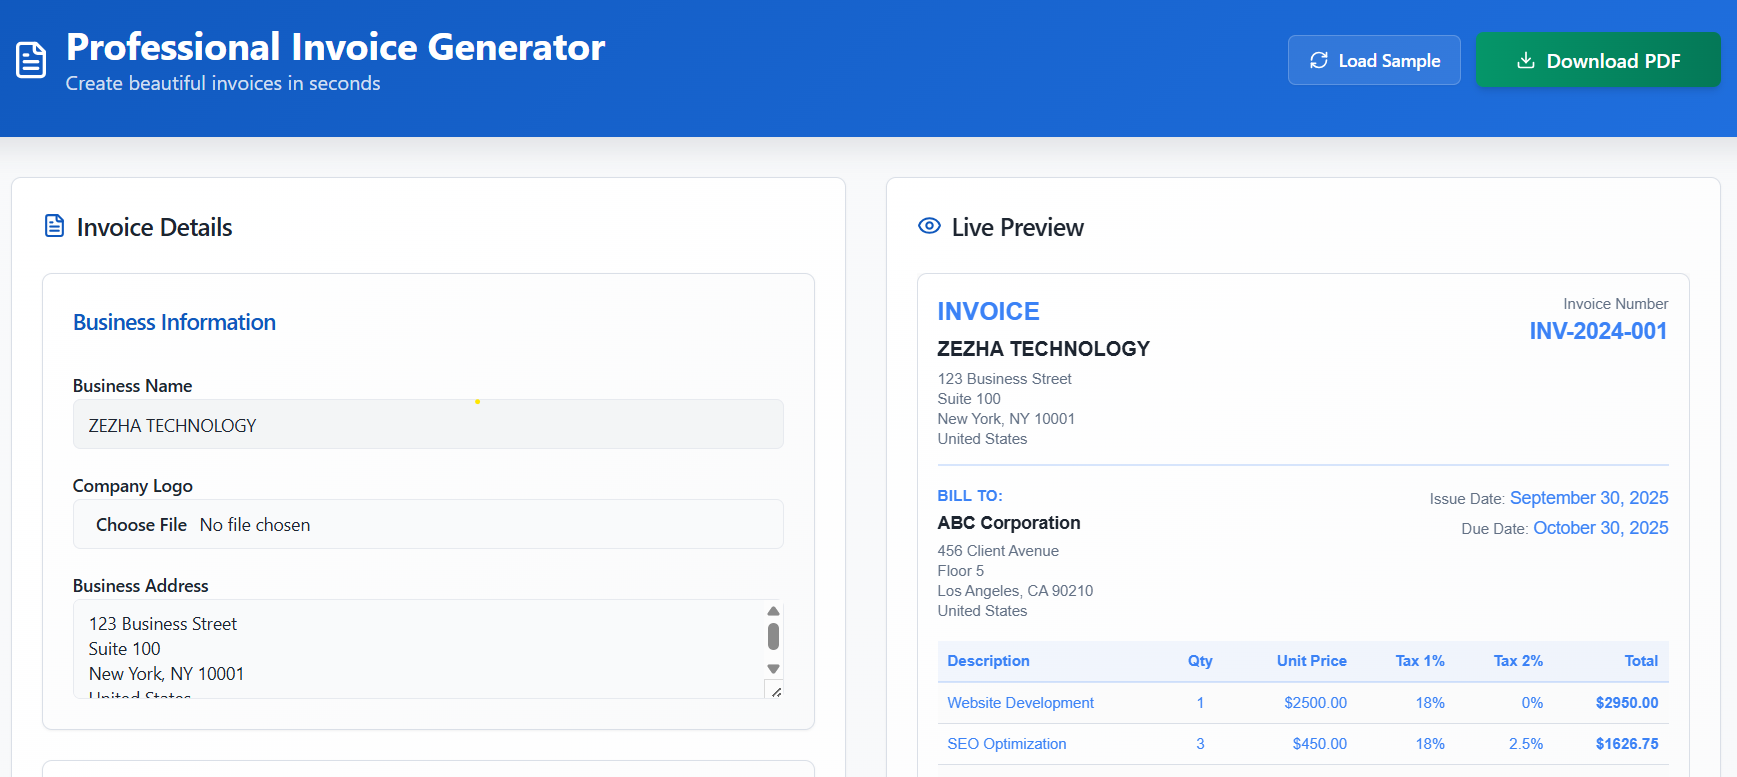 Professional Invoice Generator
Create beautiful invoices in seconds
Load Sample
Download PDF
Invoice Details
Business Information
Business Name
ZEZHA TECHNOLOGY
Company Logo
Choose File No file chosen
Business Address
123 Business Street
Suite 100
New York, NY 10001
United States
Live Preview
INVOICE
Invoice Number
INV-2024-001
ZEZHA TECHNOLOGY
123 Business Street
Suite 100
New York, NY 10001
United States
BILL TO:
ABC Corporation
456 Client Avenue
Floor 5
Los Angeles, CA 90210
United States
Issue Date: September 30, 2025
Due Date: October 30, 2025
Description Qty Unit Price Tax 1% Tax 2% Total
Website Development 1 $2500.00 18% 0% $2950.00
SEO Optimization 3 $450.00 18% 2.5% $1626.75